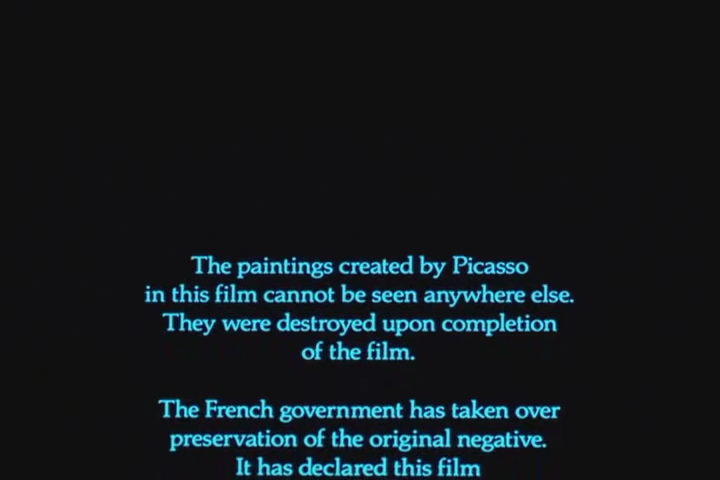 The paintings created by Picasso
in this film cannot be seen anywhere else.
They were destroyed upon completion
of the film.
The French government has taken over
preservation of the original negative.
It has declared this film